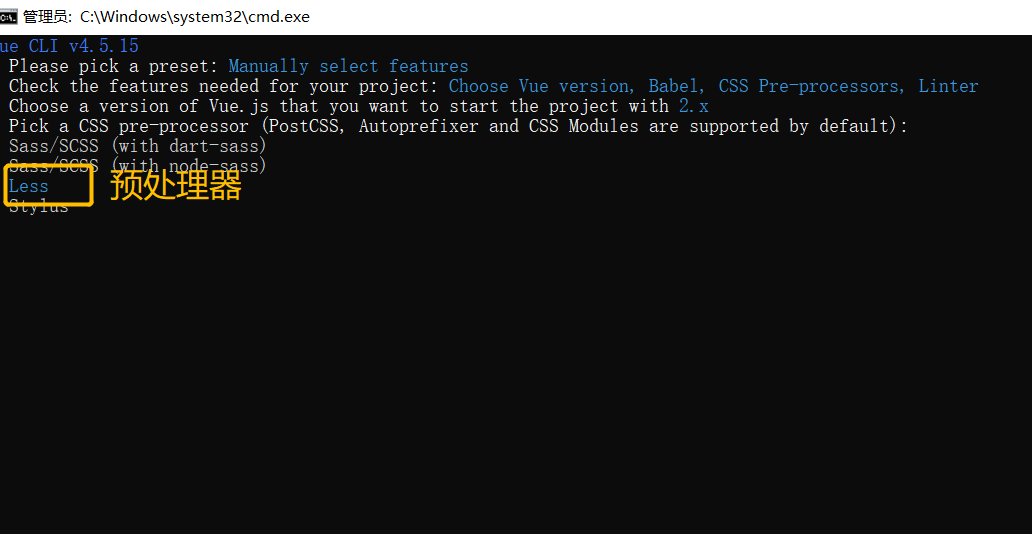 管理员: C:\Windows\system32\cmd.exe
ue CLI v4.5.15
Please pick a preset: Manually select features
Check the features needed for your project: Choose Vue version, Babel, CSS Pre-processors, Linter
Choose a version of Vue.js that you want to start the project with 2.x
Pick a CSS pre-processor (PostCSS, Autoprefixer and CSS Modules are supported by default):
Sass/SCSS (with dart-sass)
Sass/SCSS (with node-sass)
Less 预处理器
Stylus